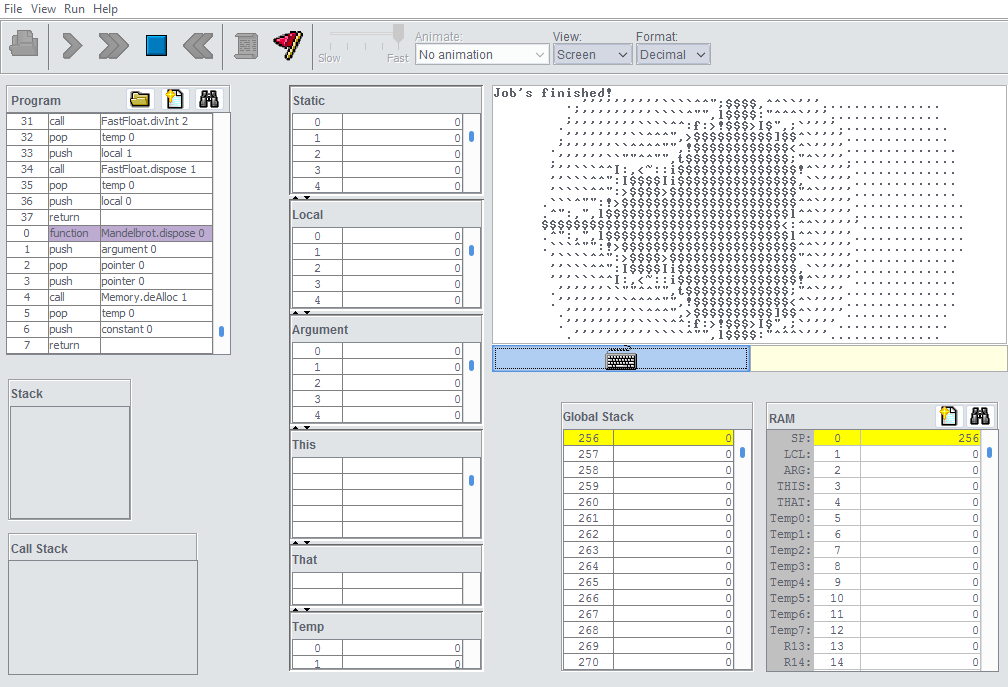 File View Run Help
Animate: View: Format:
Slow Fast No animation Screen Decimal
Program
31 call FastFloat.divInt 2
32 pop temp 0
33 push local 1
34 call FastFloat.dispose 1
35 pop temp 0
36 push local 0
37 return
0 function Mandelbrot.dispose 0
1 push argument 0
2 pop pointer 0
3 push pointer 0
4 call Memory.deAlloc 1
5 pop temp 0
6 push constant 0
7 return
Stack
Call Stack
Static
0 0
1 0
2 0
3 0
4 0
Local
0 0
1 0
2 0
3 0
4 0
Argument
0 0
1 0
2 0
3 0
4 0
This
That
Temp
0 0
1 0
Job's finished!
Global Stack
256 0
257 0
258 0
259 0
260 0
261 0
262 0
263 0
264 0
265 0
266 0
267 0
268 0
269 0
270 0
RAM
SP: 0 256
LCL: 1 0
ARG: 2 0
THIS: 3 0
THAT: 4 0
Temp0: 5 0
Temp1: 6 0
Temp2: 7 0
Temp3: 8 0
Temp4: 9 0
Temp5: 10 0
Temp6: 11 0
Temp7: 12 0
R13: 13 0
R14: 14 0